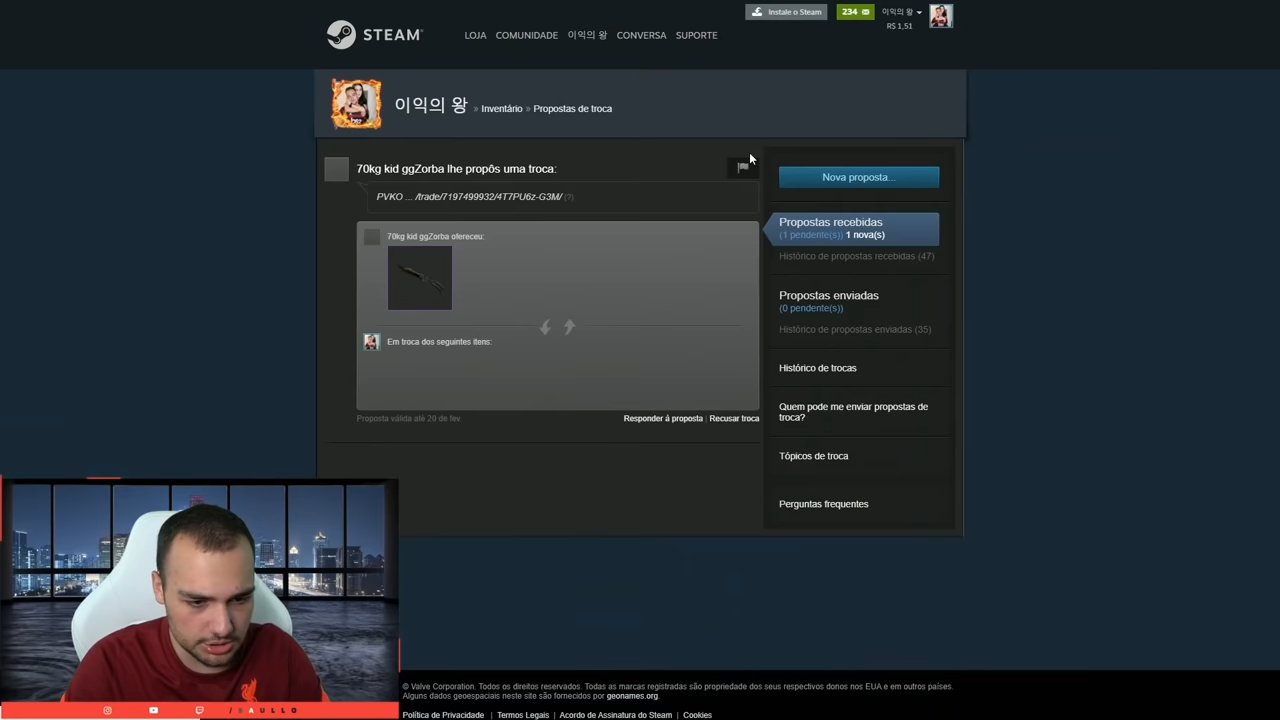 Instale o Steam
234
이익의 왕
R$ 1,51
STEAM
LOJA COMUNIDADE 이익의 왕 CONVERSA SUPORTE
이익의 왕 » Inventário » Propostas de troca
70kg kid ggZorba lhe propôs uma troca:
PVKO ... /trade/7197499932/4T7PU6z-G3M/ (?)
70kg kid ggZorba ofereceu:
Em troca dos seguintes itens:
Proposta válida até 20 de fev
Responder à proposta | Recusar troca
Nova proposta...
Propostas recebidas
(1 pendente(s)) 1 nova(s)
Histórico de propostas recebidas (47)
Propostas enviadas
(0 pendente(s))
Histórico de propostas enviadas (35)
Histórico de trocas
Quem pode me enviar propostas de
troca?
Tópicos de troca
Perguntas frequentes
© Valve Corporation. Todos os direitos reservados. Todas as marcas registradas são propriedade dos seus respectivos donos nos EUA e em outros países.
Alguns dados geoespaciais neste site são fornecidos por geonames.org.
Política de Privacidade | Termos Legais | Acordo de Assinatura do Steam | Cookies